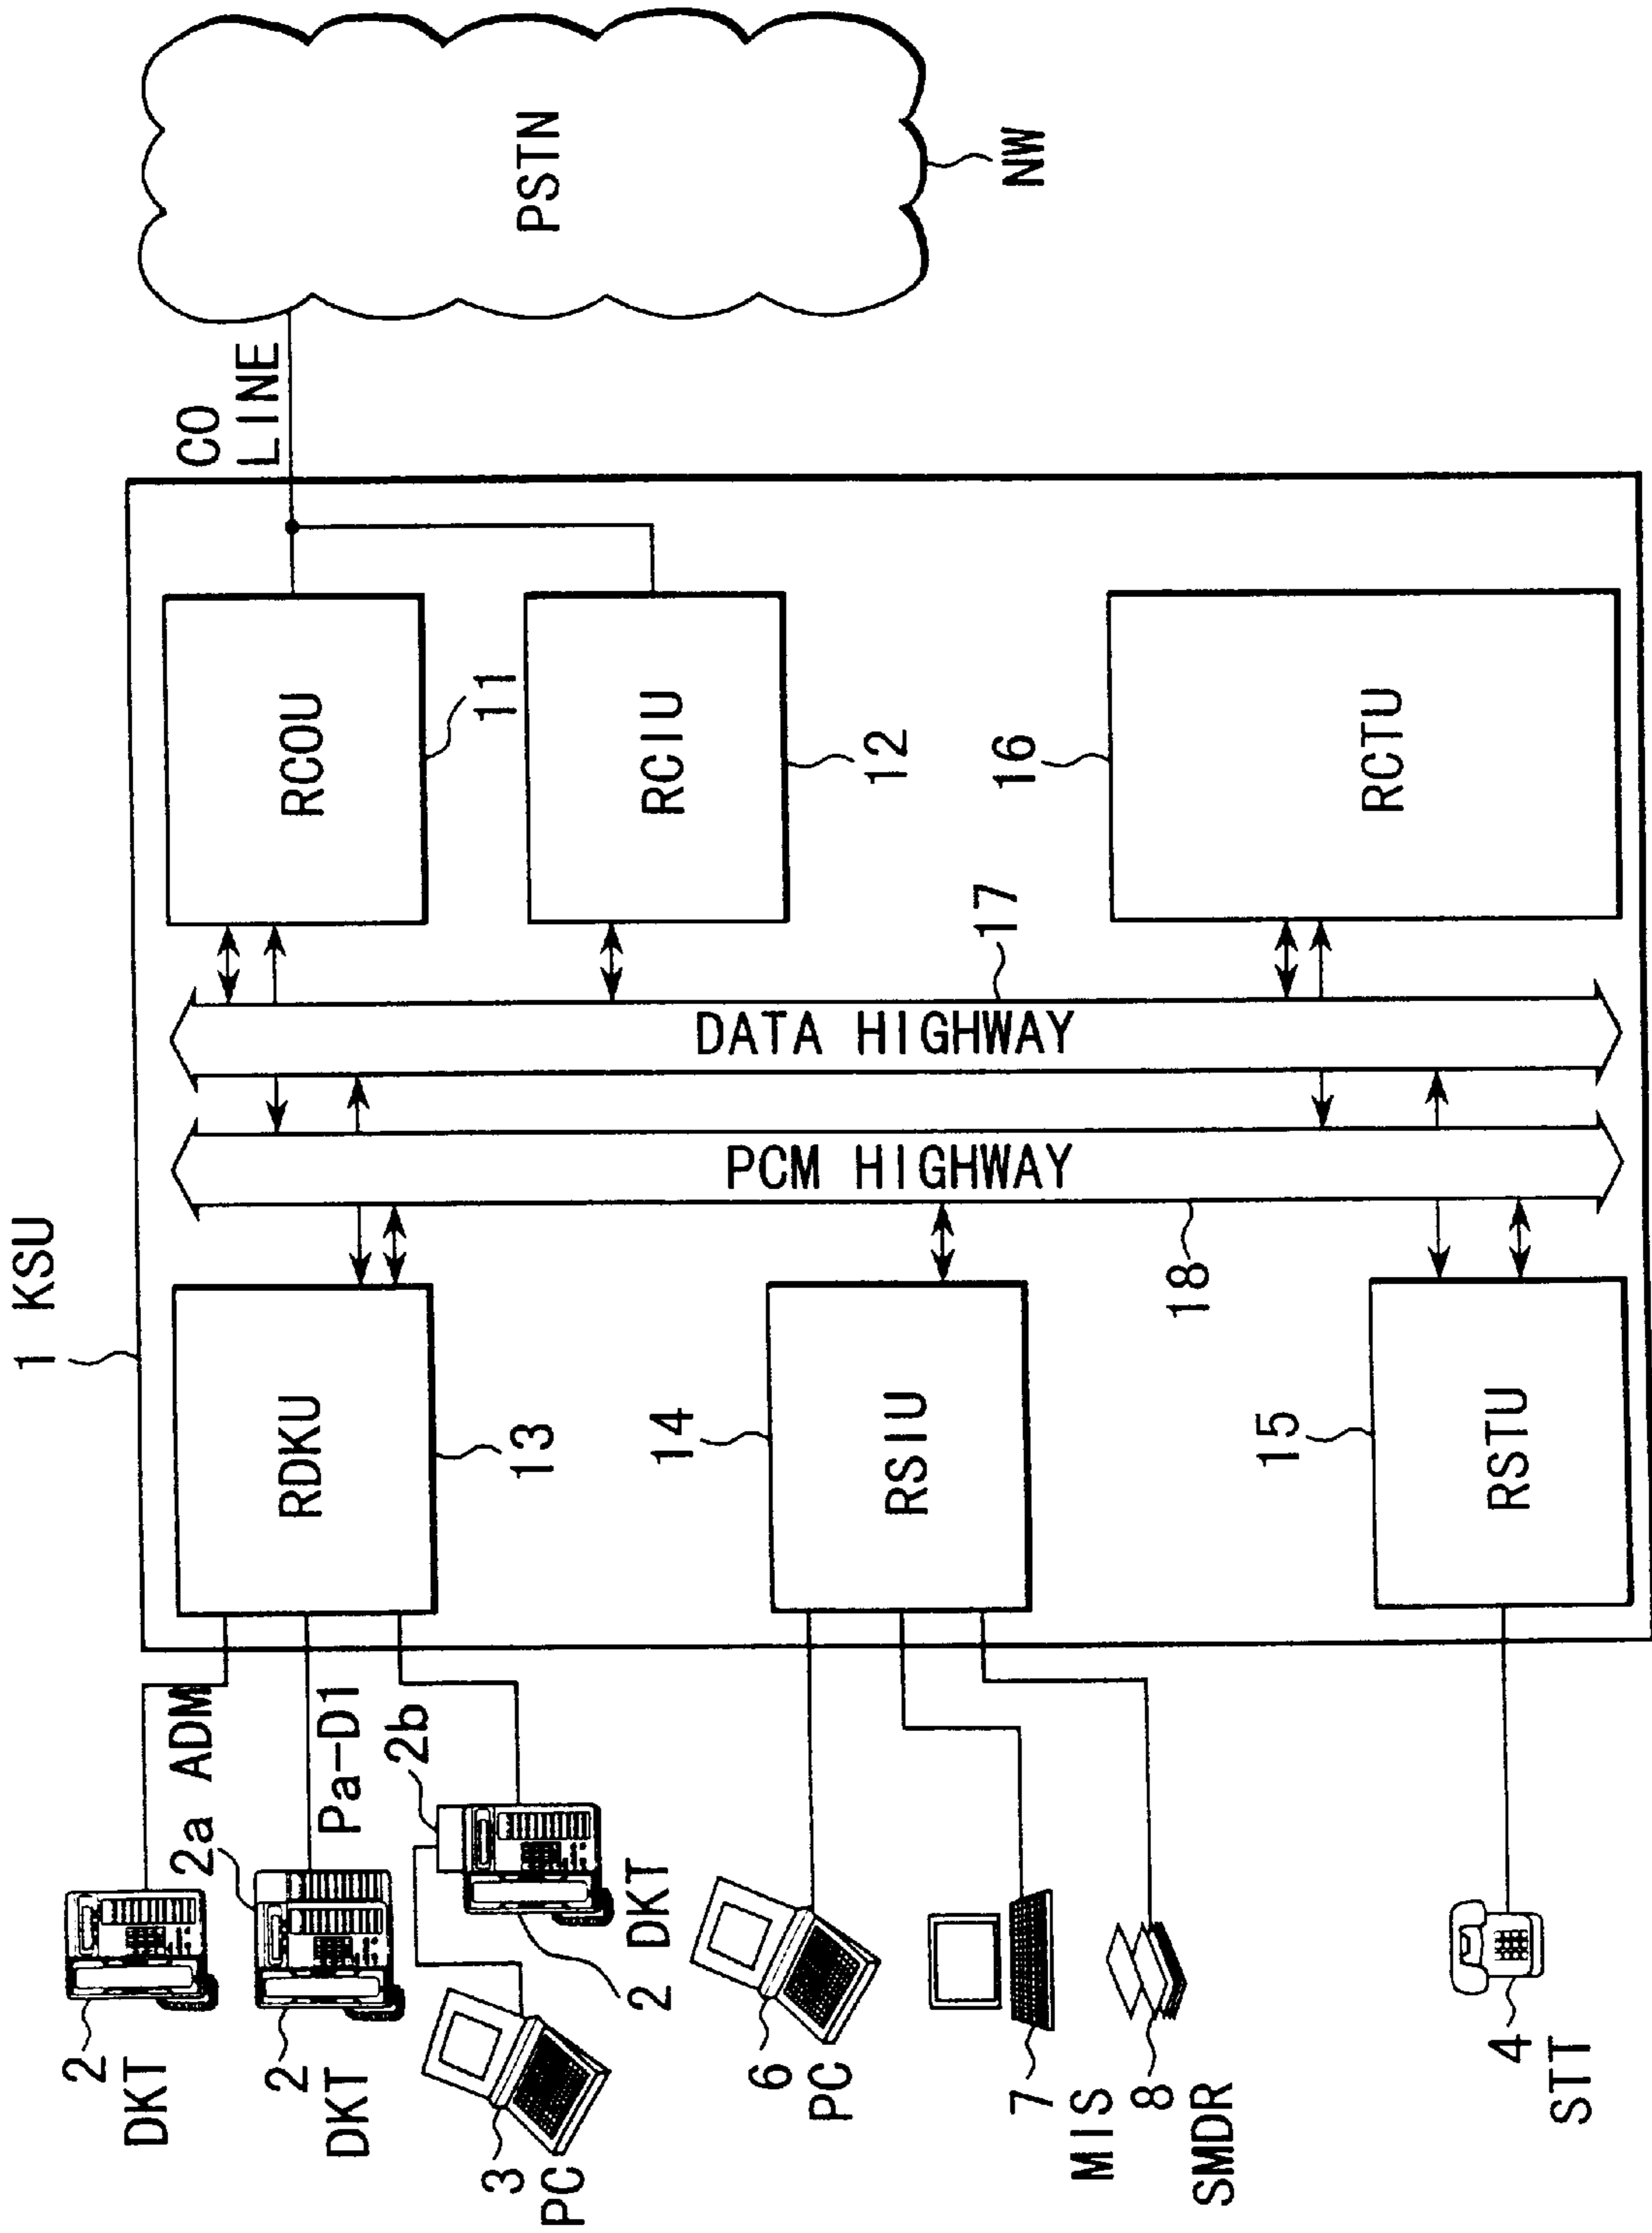 1 KSU
2
DKT
2
DKT
2a ADM
Pa-D1
2b
2
DKT
3
PC
6
PC
7
MIS
8
SMDR
4
STT
RDKU
13
14
RSIU
15
RSTU
PCM HIGHWAY
18
DATA HIGHWAY
17
RCOU
11
RCIU
12
16
RCTU
CO
LINE
PSTN
NW